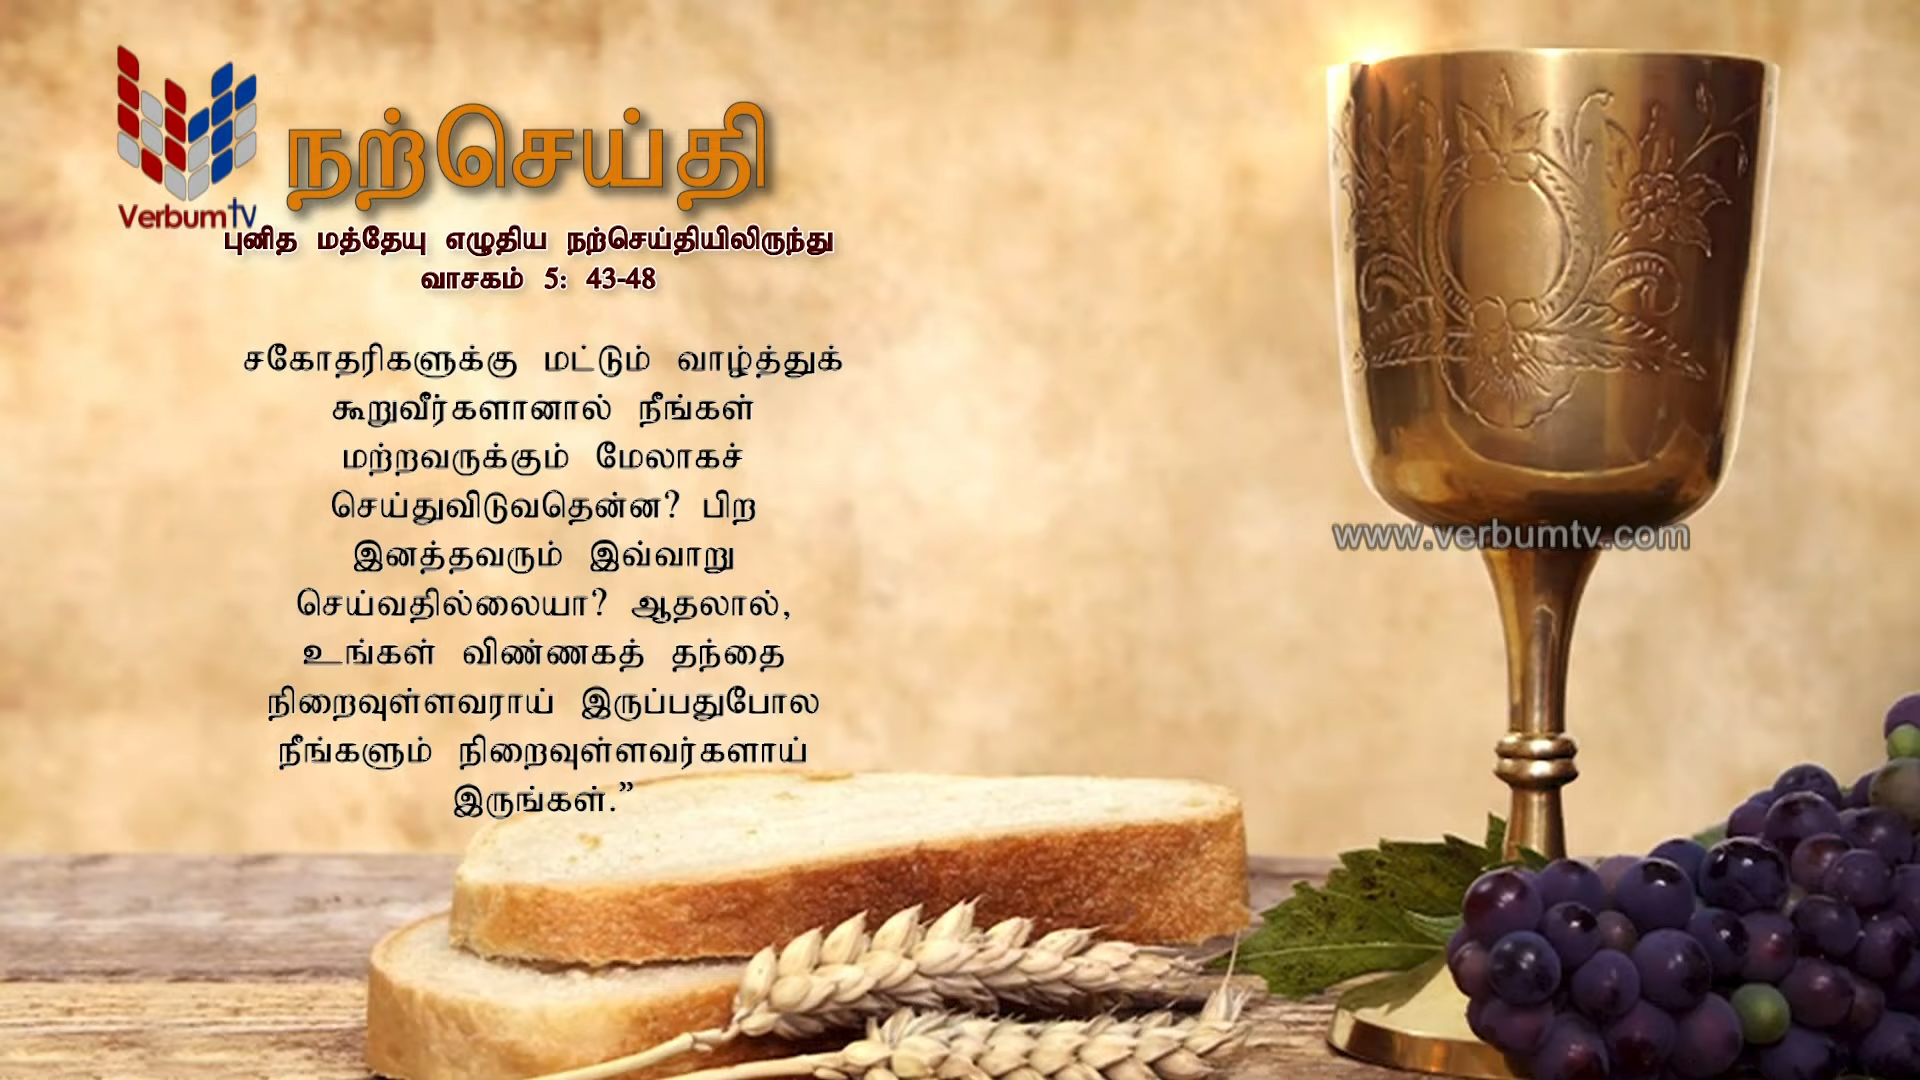 நற்செய்தி
VerbumTV
புனித மத்தேயு எழுதிய நற்செய்தியிலிருந்து
வாசகம் 5: 43-48
சகோதரிகளுக்கு மட்டும் வாழ்த்துக்
கூறுவீர்களானால் நீங்கள்
மற்றவருக்கும் மேலாகச்
செய்துவிடுவதென்ன? பிற
இனத்தவரும் இவ்வாறு
செய்வதில்லையா? ஆதலால்,
உங்கள் விண்ணகத் தந்தை
நிறைவுள்ளவராய் இருப்பதுபோல
நீங்களும் நிறைவுள்ளவர்களாய்
இருங்கள்.”
www.verbumtv.com